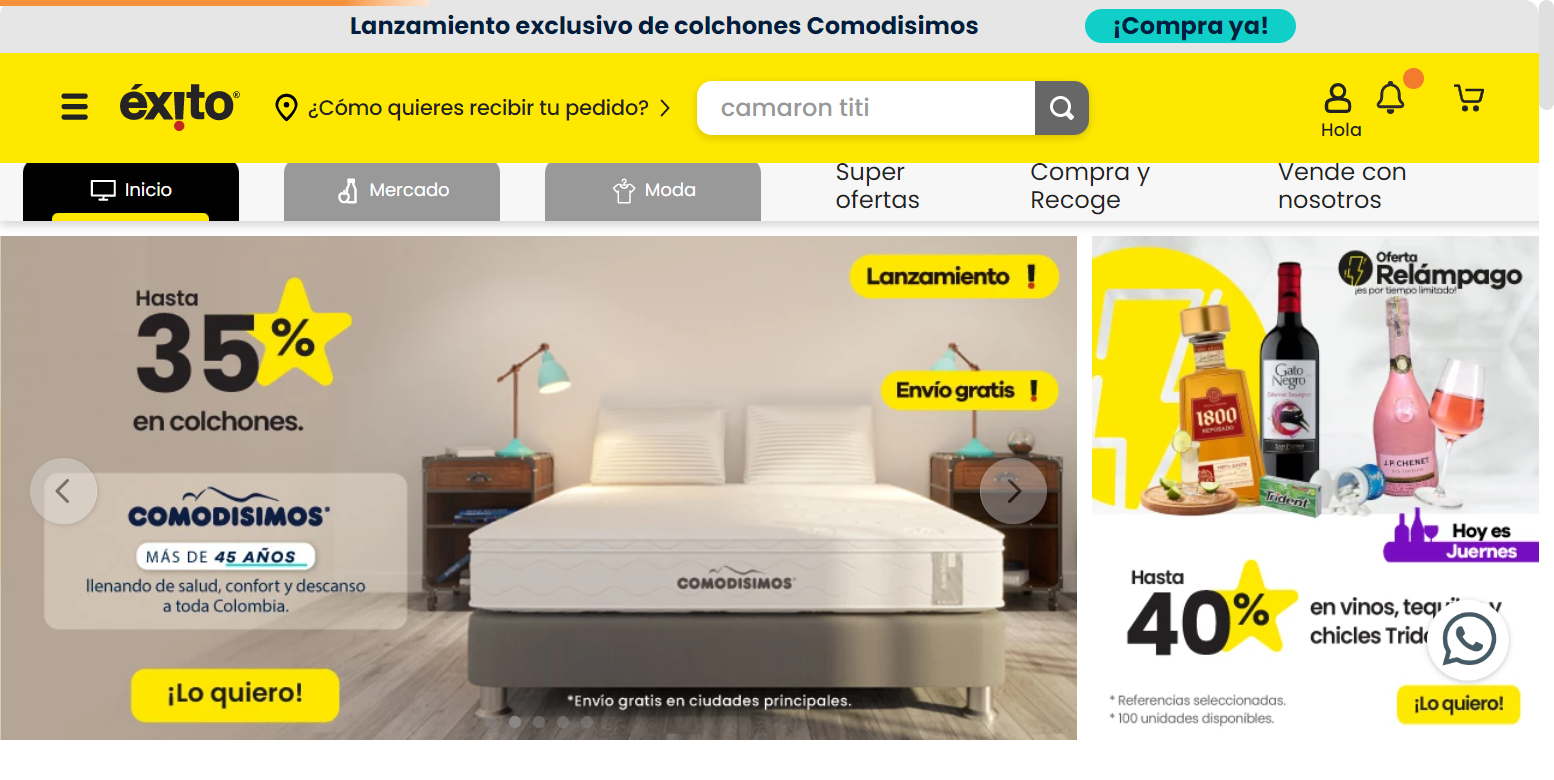 Lanzamiento exclusivo de colchones Comodisimos
¡Compra ya!
éxito®
¿Cómo quieres recibir tu pedido?
camaron titi
Hola
Inicio
Mercado
Moda
Super
ofertas
Compra y
Recoge
Vende con
nosotros
Hasta
35%
en colchones.
COMODISIMOS
MÁS DE 45 AÑOS
llenando de salud, confort y descanso
a toda Colombia.
¡Lo quiero!
Lanzamiento
Envío gratis
COMODISIMOS
*Envío gratis en ciudades principales.
Oferta
Relámpago
¡es por tiempo limitado!
1800
REPOSADO
Gato
Negro
Cabernet Sauvignon
J.P. CHENET
Trident
Hoy es
Juernes
Hasta
40%
en vinos, tequilas y
chicles Trid
* Referencias seleccionadas.
* 100 unidades disponibles.
¡Lo quiero!